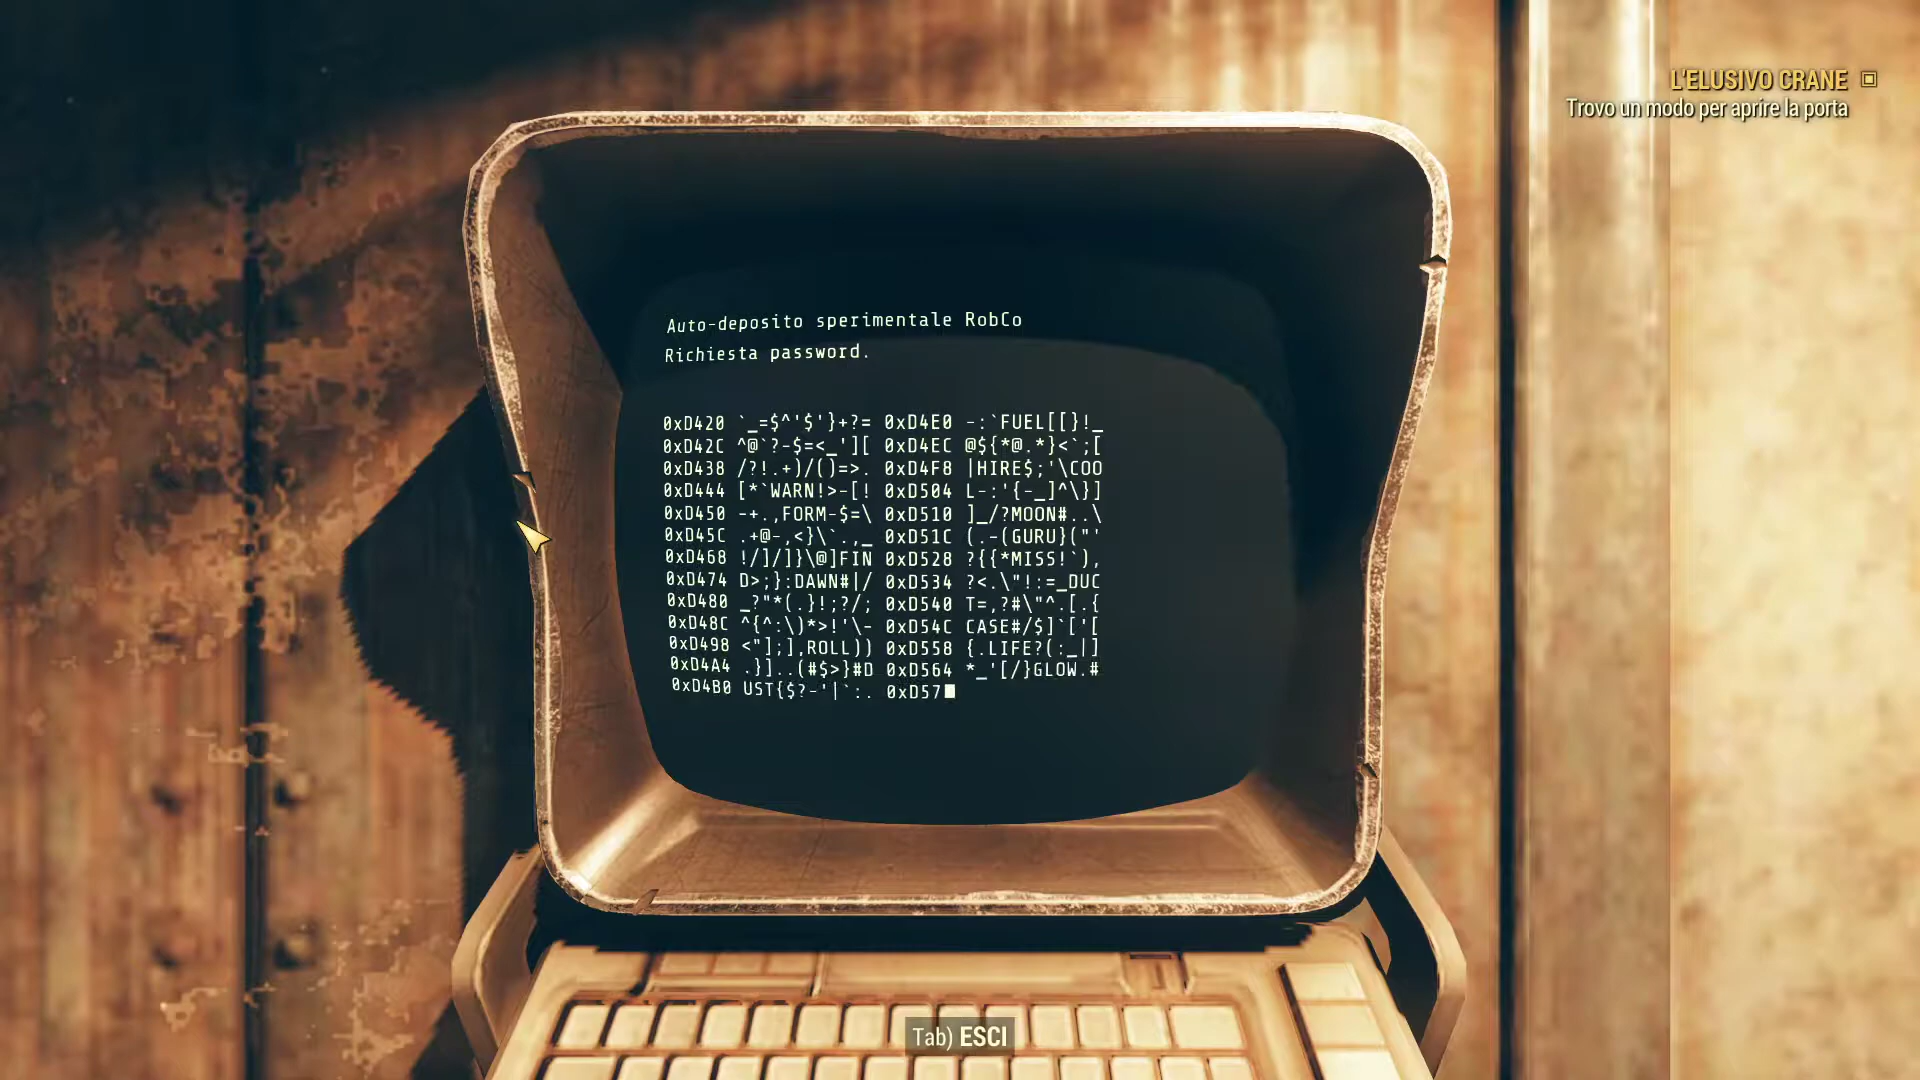 L'ELUSIVO CRANE
Trovo un modo per aprire la porta
Auto-deposito sperimentale RobCo
Richiesta password.
0xD420 `_=$^'$'}+?= 0xD4E0 -:`FUEL[[}!_
0xD42C ^@`?-$=<_'][ 0xD4EC @${*@.*}<`;[
0xD438 /?!.+)/()=>. 0xD4F8 |HIRE$;'\COO
0xD444 [*`WARN!>-[! 0xD504 L-:'{-_]^\}]
0xD450 -+.,FORM-$=\ 0xD510 ]_/?MOON#..\
0xD45C .+@-,<}\`.,_ 0xD51C (.-(GURU}("'
0xD468 !/]/]}\@]FIN 0xD528 ?{{*MISS!`),
0xD474 D>;}:DAWN#|/ 0xD534 ?<.\"!:=_DUC
0xD480 _?"*(.}!;?/; 0xD540 T=,?#\"^.[.{
0xD48C ^{^:\)*>!'\- 0xD54C CASE#/$]`['[
0xD498 <"];],ROLL)) 0xD558 {.LIFE?(:_|]
0xD4A4 .}]..(#$>}#D 0xD564 *_'[/}GLOW.#
0xD4B0 UST{$?-'|`:. 0xD57
Tab) ESCI